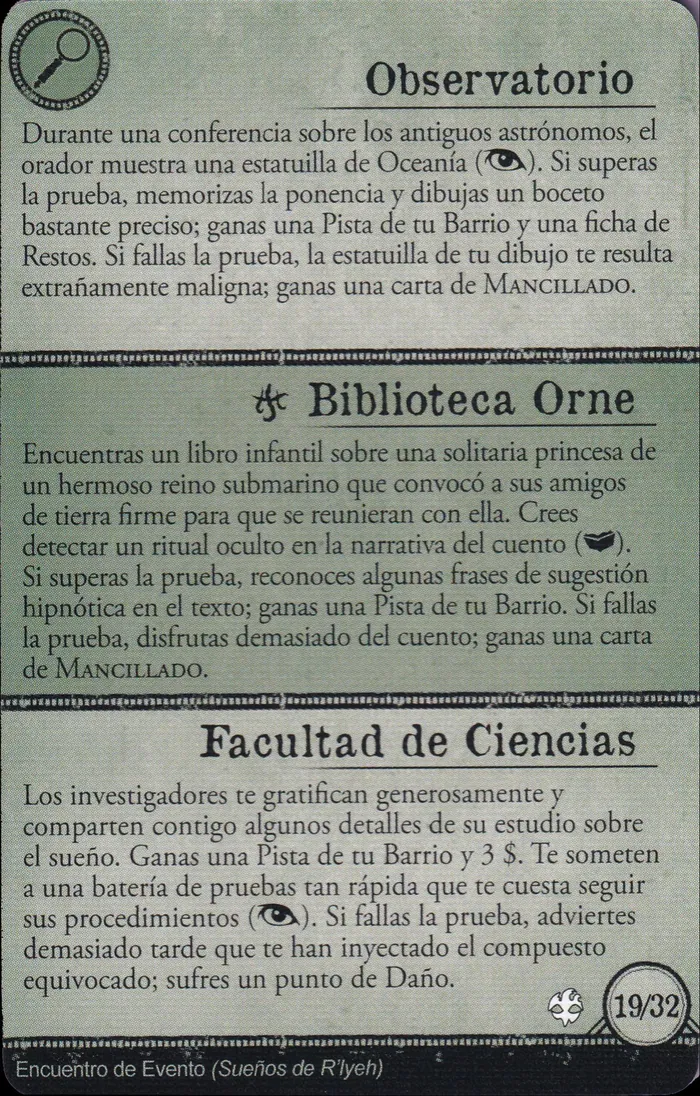 Observatorio
Durante una conferencia sobre los antiguos astrónomos, el
orador muestra una estatuilla de Oceanía ( ). Si superas
la prueba, memorizas la ponencia y dibujas un boceto
bastante preciso; ganas una Pista de tu Barrio y una ficha de
Restos. Si fallas la prueba, la estatuilla de tu dibujo te resulta
extrañamente maligna; ganas una carta de MANCILLADO.
Biblioteca Orne
Encuentras un libro infantil sobre una solitaria princesa de
un hermoso reino submarino que convocó a sus amigos
de tierra firme para que se reunieran con ella. Crees
detectar un ritual oculto en la narrativa del cuento ( ).
Si superas la prueba, reconoces algunas frases de sugestión
hipnótica en el texto; ganas una Pista de tu Barrio. Si fallas
la prueba, disfrutas demasiado del cuento; ganas una carta
de MANCILLADO.
Facultad de Ciencias
Los investigadores te gratifican generosamente y
comparten contigo algunos detalles de su estudio sobre
el sueño. Ganas una Pista de tu Barrio y 3 $. Te someten
a una batería de pruebas tan rápida que te cuesta seguir
sus procedimientos ( ). Si fallas la prueba, adviertes
demasiado tarde que te han inyectado el compuesto
equivocado; sufres un punto de Daño.
19/32
Encuentro de Evento (Sueños de R'lyeh)